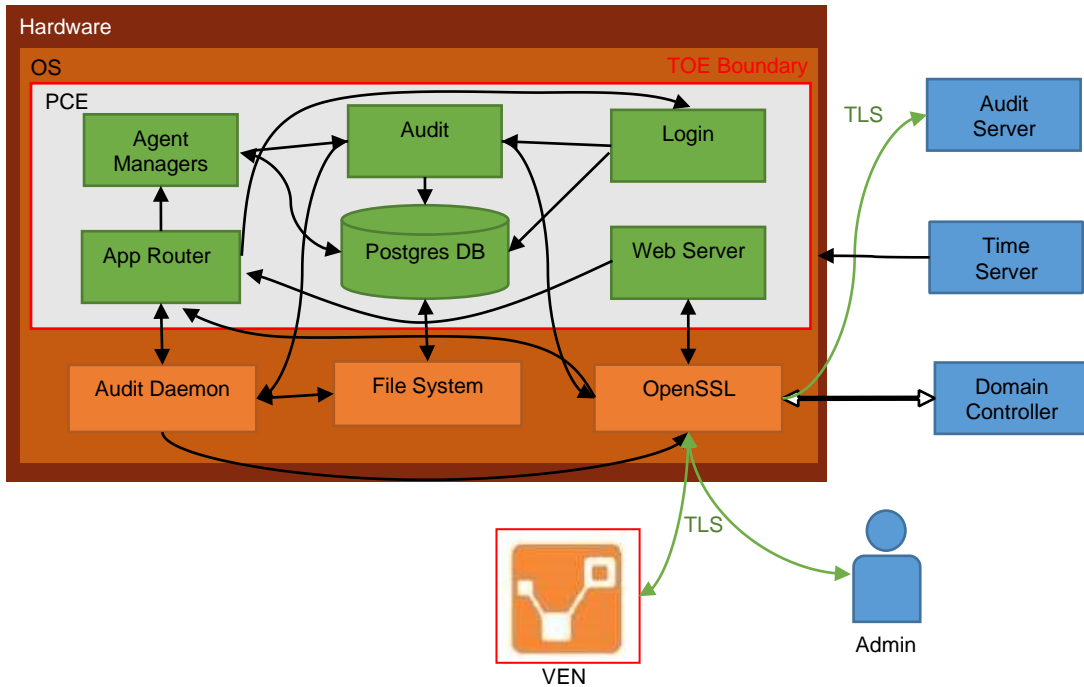 Hardware
OS
TOE Boundary
PCE
Agent
Managers
Audit
Login
App Router
Postgres DB
Web Server
Audit Daemon
File System
OpenSSL
TLS
Audit
Server
Time
Server
Domain
Controller
TLS
VEN
Admin